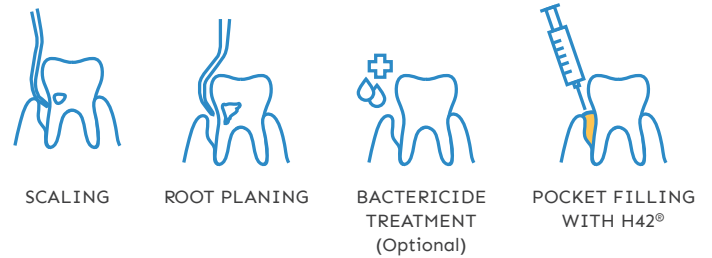 SCALING
ROOT PLANING
BACTERICIDE
TREATMENT
(Optional)
POCKET FILLING
WITH H42®